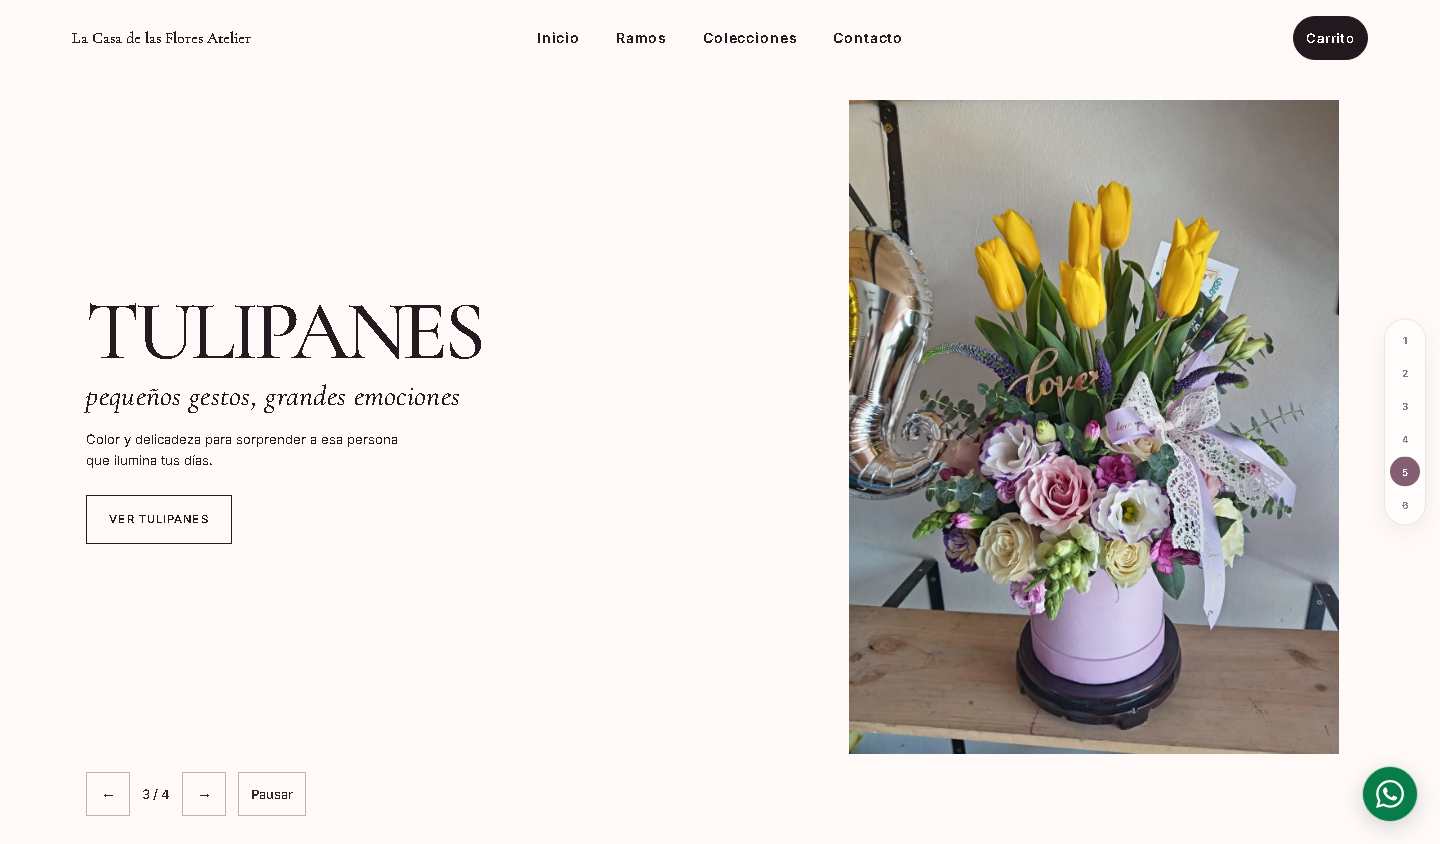 La Casa de las Flores Atelier
Inicio
Ramos
Colecciones
Contacto
Carrito
TULIPANES
pequeños gestos, grandes emociones
Color y delicadeza para sorprender a esa persona
que ilumina tus días.
VER TULIPANES
love
1
2
3
4
5
6
← 3 / 4 → Pausar